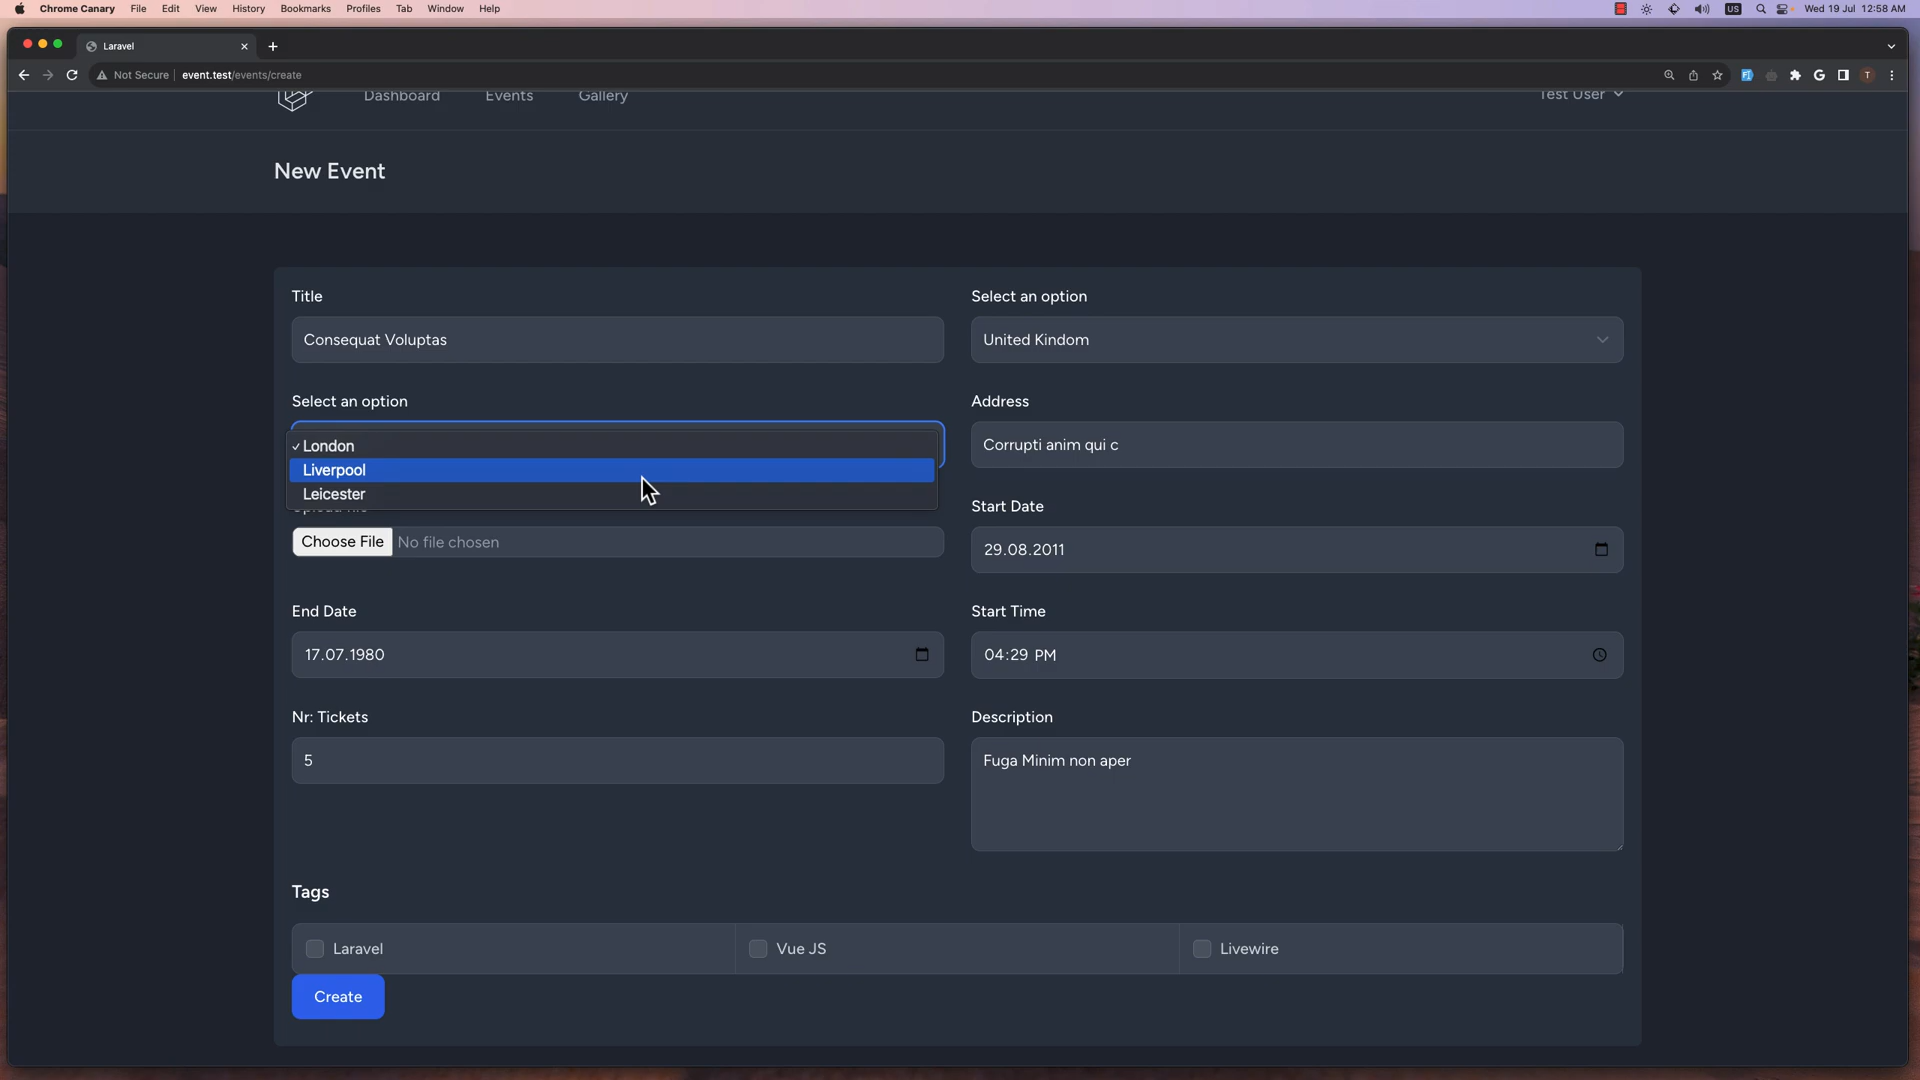 Chrome Canary File Edit View History Bookmarks Profiles Tab Window Help US Wed 19 Jul 12:58 AM
Laravel
Not Secure event.test/events/create T
Dashboard Events Gallery Test User
New Event
Title Select an option
Consequat Voluptas United Kindom
Select an option Address
London Corrupti anim qui c
Liverpool
Leicester
Upload file Start Date
Choose File No file chosen 29.08.2011
End Date Start Time
17.07.1980 04:29 PM
Nr: Tickets Description
5 Fuga Minim non aper
Tags
Laravel Vue JS Livewire
Create